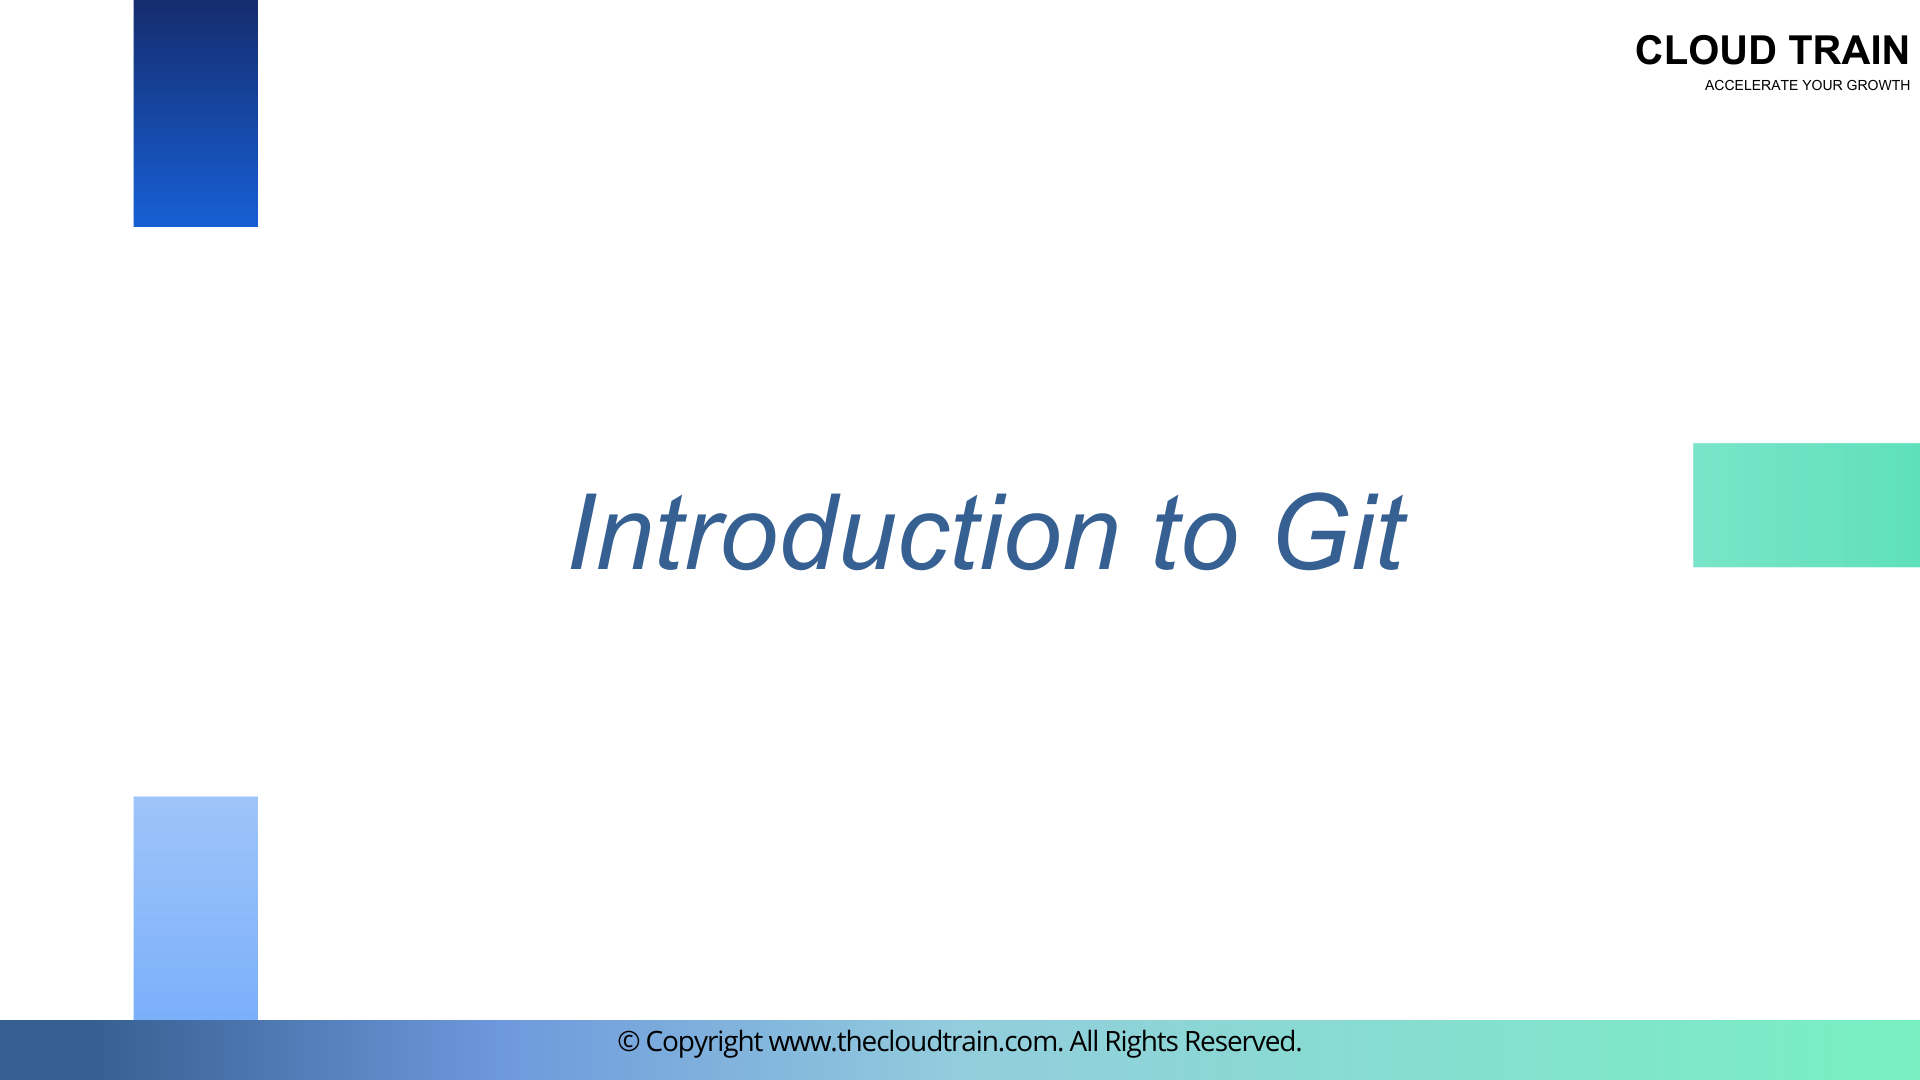 CLOUD TRAIN
ACCELERATE YOUR GROWTH
Introduction to Git
© Copyright www.thecloudtrain.com. All Rights Reserved.